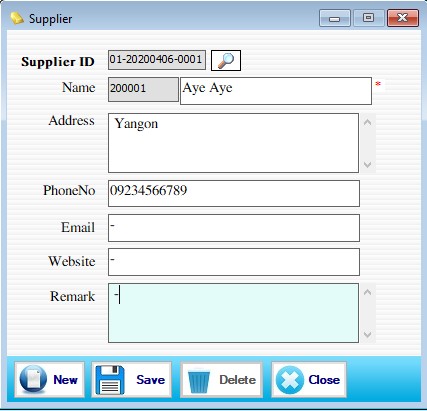 Supplier
Supplier ID 01-20200406-0001
Name 200001 Aye Aye *
Address Yangon
PhoneNo 09234566789
Email -
Website -
Remark -
New Save Delete Close